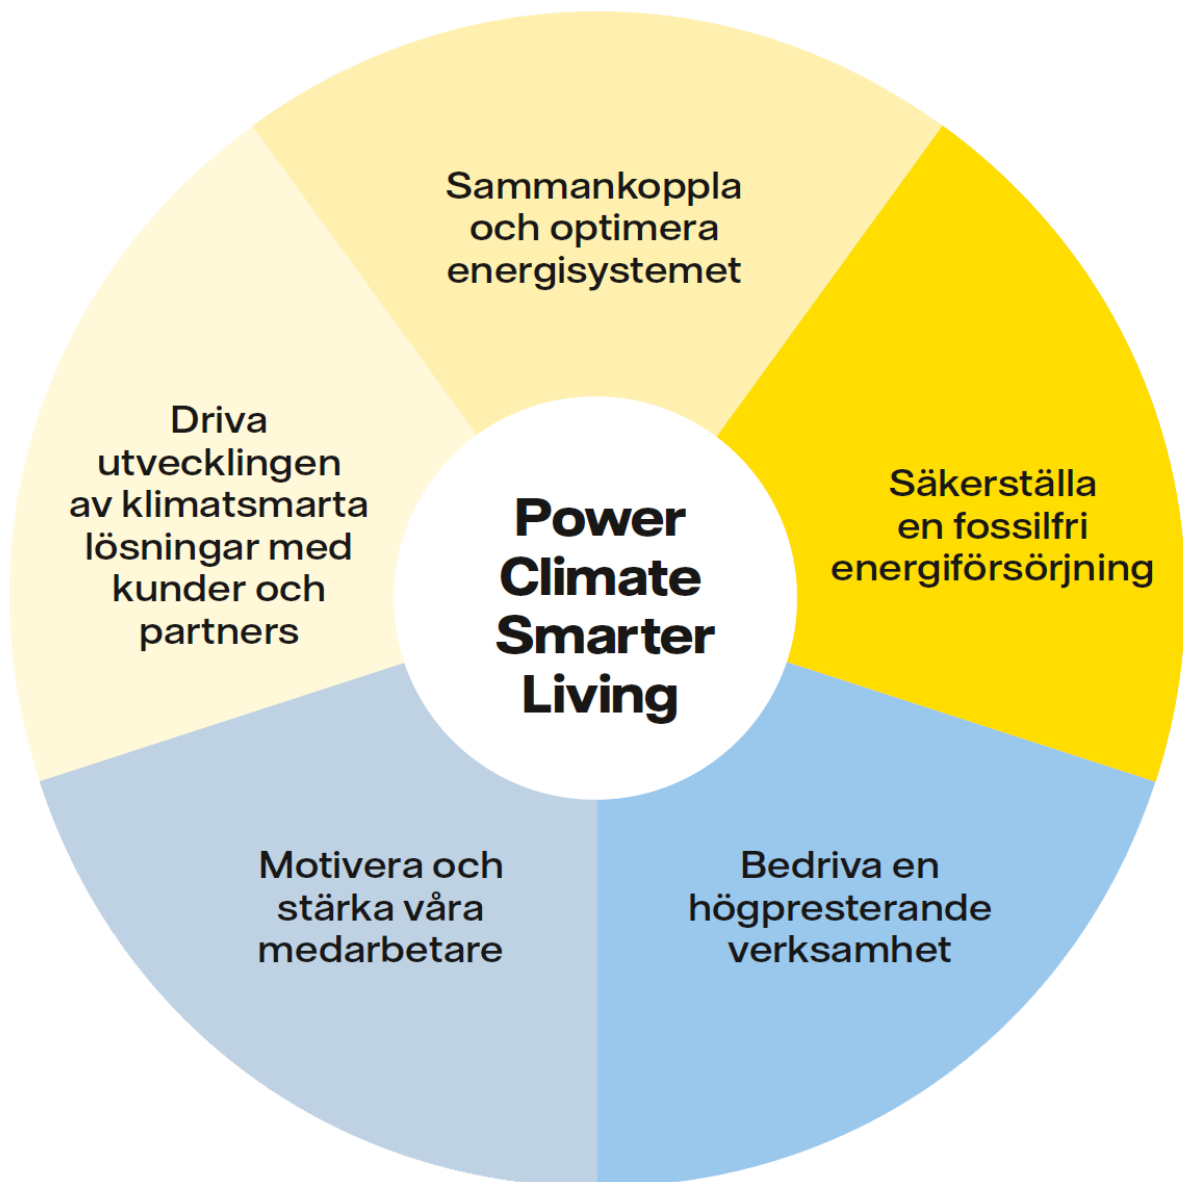 Sammankoppla
och optimera
energisystemet
Driva
utvecklingen
av klimatsmarta
lösningar med
kunder och
partners
Power
Climate
Smarter
Living
Säkerställa
en fossilfri
energiförsörjning
Motivera och
stärka våra
medarbetare
Bedriva en
högpresterande
verksamhet